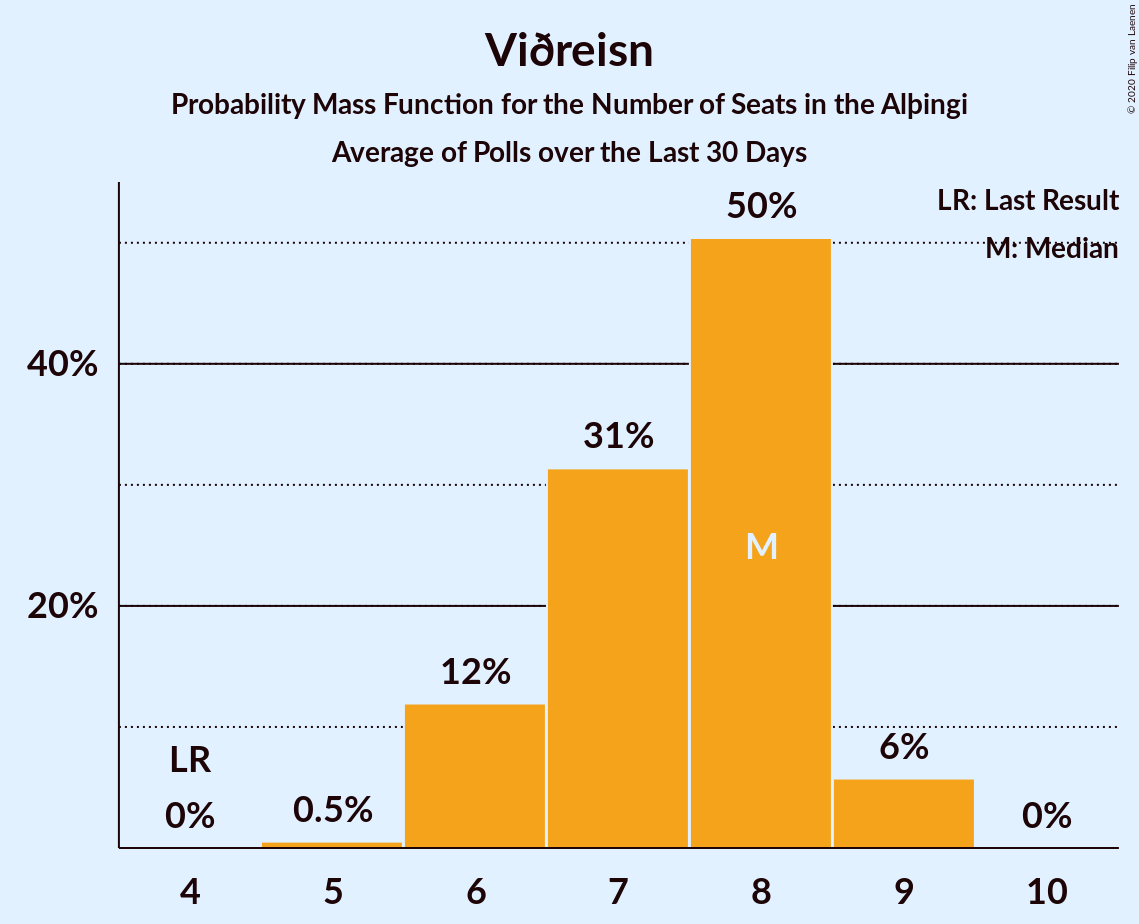 Viðreisn
Probability Mass Function for the Number of Seats in the Alþingi
Average of Polls over the Last 30 Days
© 2020 Filip van Laenen
LR: Last Result
M: Median
50%
40%
31%
M
20%
12%
LR
6%
0%
0.5%
0%
4 5 6 7 8 9 10